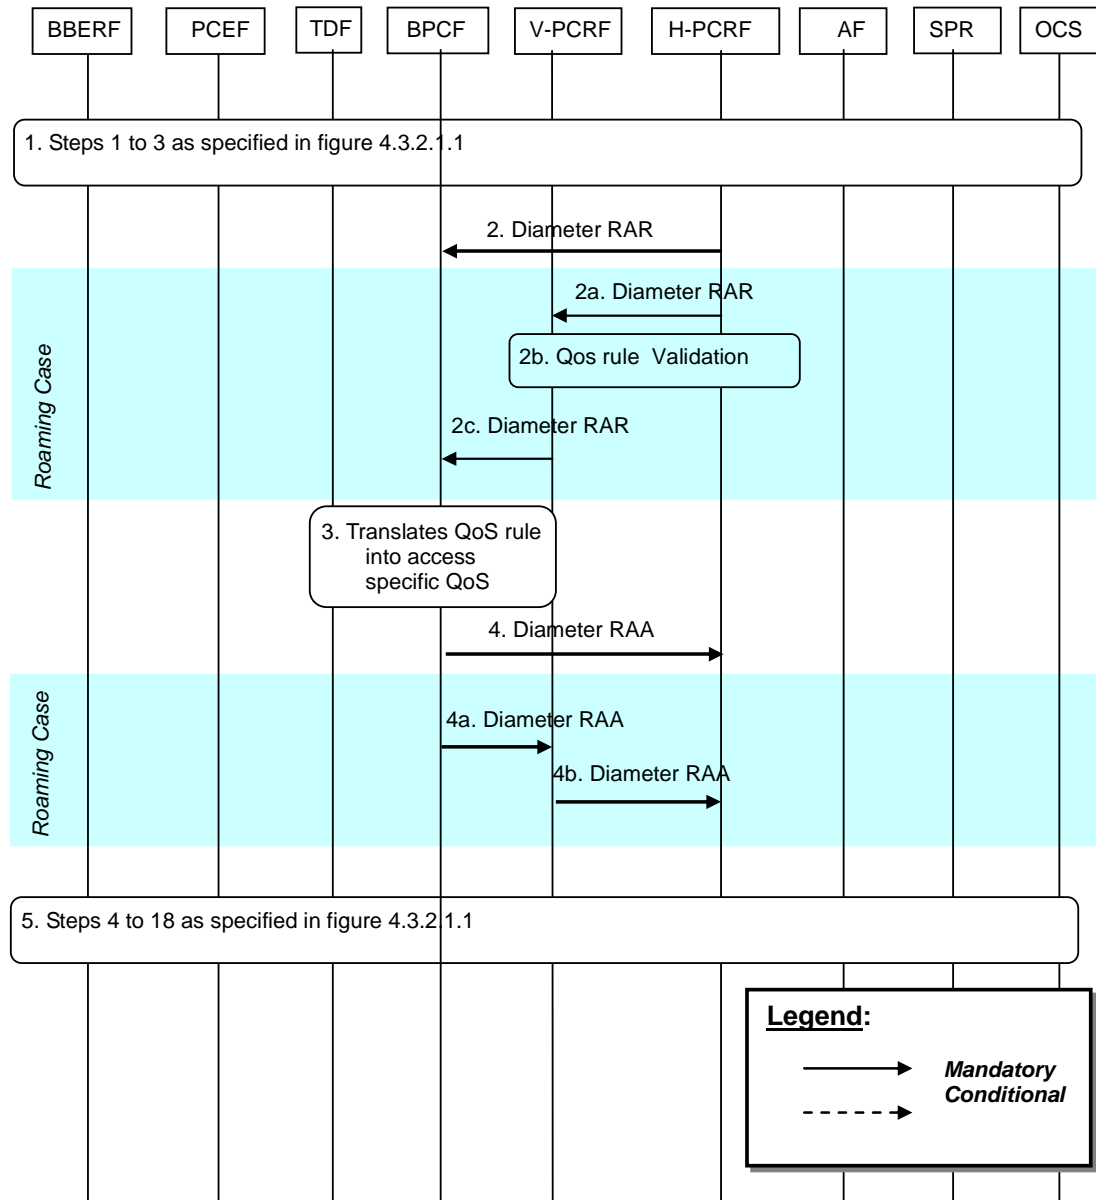 BBERF
PCEF
TDF
BPCF
V-PCRF
H-PCRF
AF
SPR
OCS
1. Steps 1 to 3 as specified in figure 4.3.2.1.1
2. Diameter RAR
2a. Diameter RAR
2b. Qos rule Validation
2c. Diameter RAR
Roaming Case
3. Translates QoS rule
into access
specific QoS
4. Diameter RAA
4a. Diameter RAA
4b. Diameter RAA
Roaming Case
5. Steps 4 to 18 as specified in figure 4.3.2.1.1
Legend:
Mandatory
Conditional